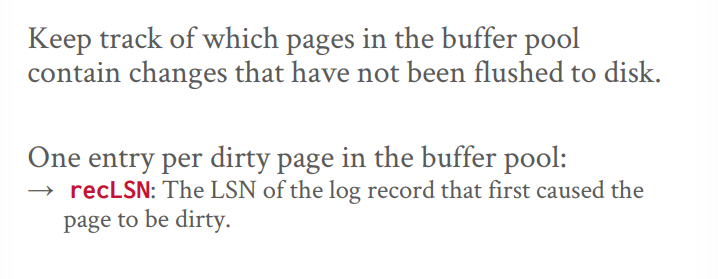 Keep track of which pages in the buffer pool
contain changes that have not been flushed to disk.
One entry per dirty page in the buffer pool:
→ recLSN: The LSN of the log record that first caused the
page to be dirty.